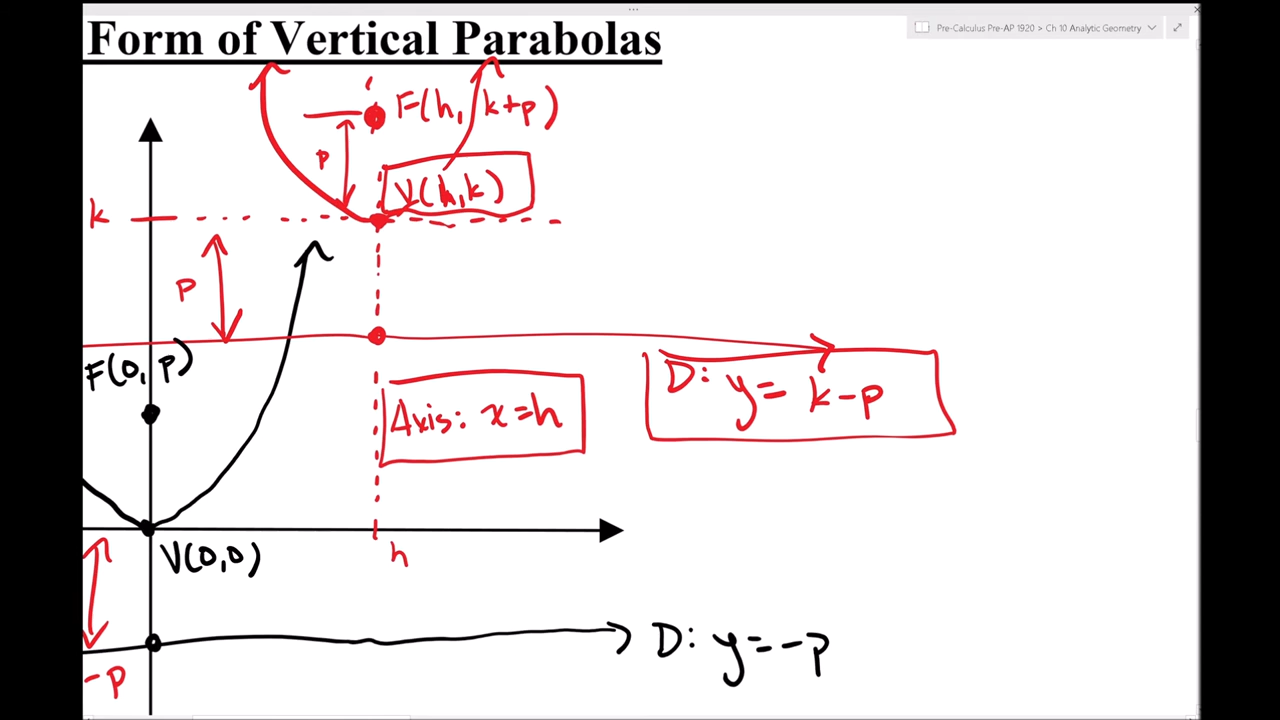 Pre-Calculus Pre-AP 1920 > Ch 10 Analytic Geometry
Form of Vertical Parabolas
F(h, k+p)
p
V(h,k)
k
p
F(0, p)
D: y = k-p
Axis: x=h
V(0,0)
h
D: y=-p
-p